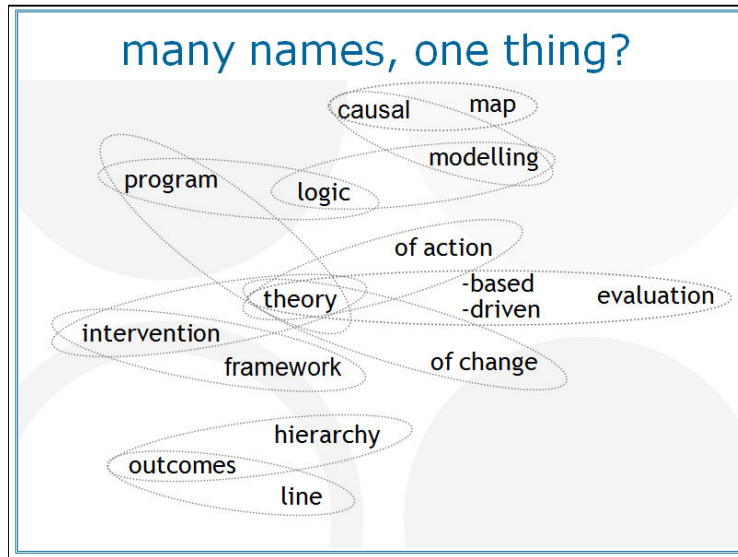 many names, one thing?
causal map
modelling
program
logic
of action
-based
theory
evaluation
-driven
intervention
framework
of change
hierarchy
outcomes
line